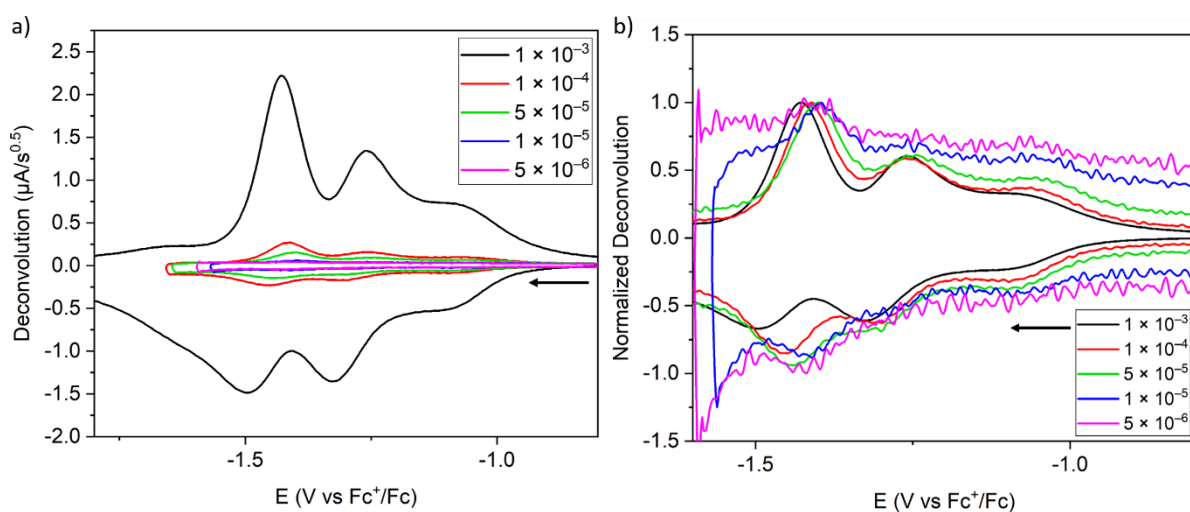 a)
Deconvolution (μA/s^0.5)
2.5
2.0
1.5
1.0
0.5
0.0
-0.5
-1.0
-1.5
-2.0
1 × 10⁻³
1 × 10⁻⁴
5 × 10⁻⁵
1 × 10⁻⁵
5 × 10⁻⁶
-1.5
-1.0
E (V vs Fc⁺/Fc)
b)
Normalized Deconvolution
1.5
1.0
0.5
0.0
-0.5
-1.0
-1.5
1 × 10⁻³
1 × 10⁻⁴
5 × 10⁻⁵
1 × 10⁻⁵
5 × 10⁻⁶
-1.5
-1.0
E (V vs Fc⁺/Fc)